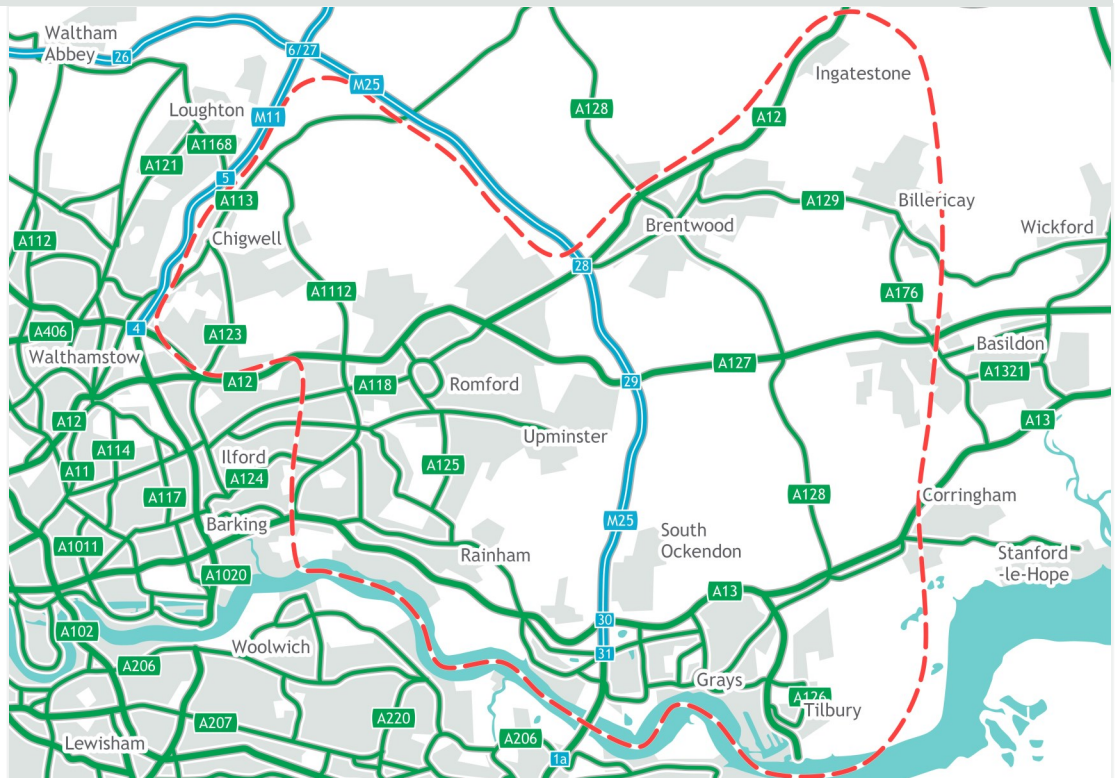 Waltham
Abbey
26
6/27
M25
Ingatestone
Loughton
M11
A128
A12
A1168
A121
5
A113
A129
Billericay
A112
Chigwell
Brentwood
Wickford
28
A1112
A176
A406
4
A123
Walthamstow
A127
Basildon
A12
A118
Romford
29
A1321
A12
A13
A114
Upminster
Ilford
A11
A124
A125
A117
A128
Corringham
Barking
M25
South
Ockendon
A1011
Rainham
Stanford
-le-Hope
A1020
A13
30
A102
Woolwich
31
A206
Grays
A126
Tilbury
A207
A220
A206
Lewisham
1a